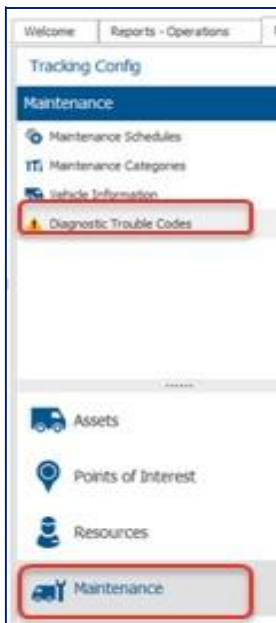 Welcome
Reports - Operations
Tracking Config
Maintenance
Maintenance Schedules
Maintenance Categories
Vehicle Information
Diagnostic Trouble Codes
Assets
Points of Interest
Resources
Maintenance